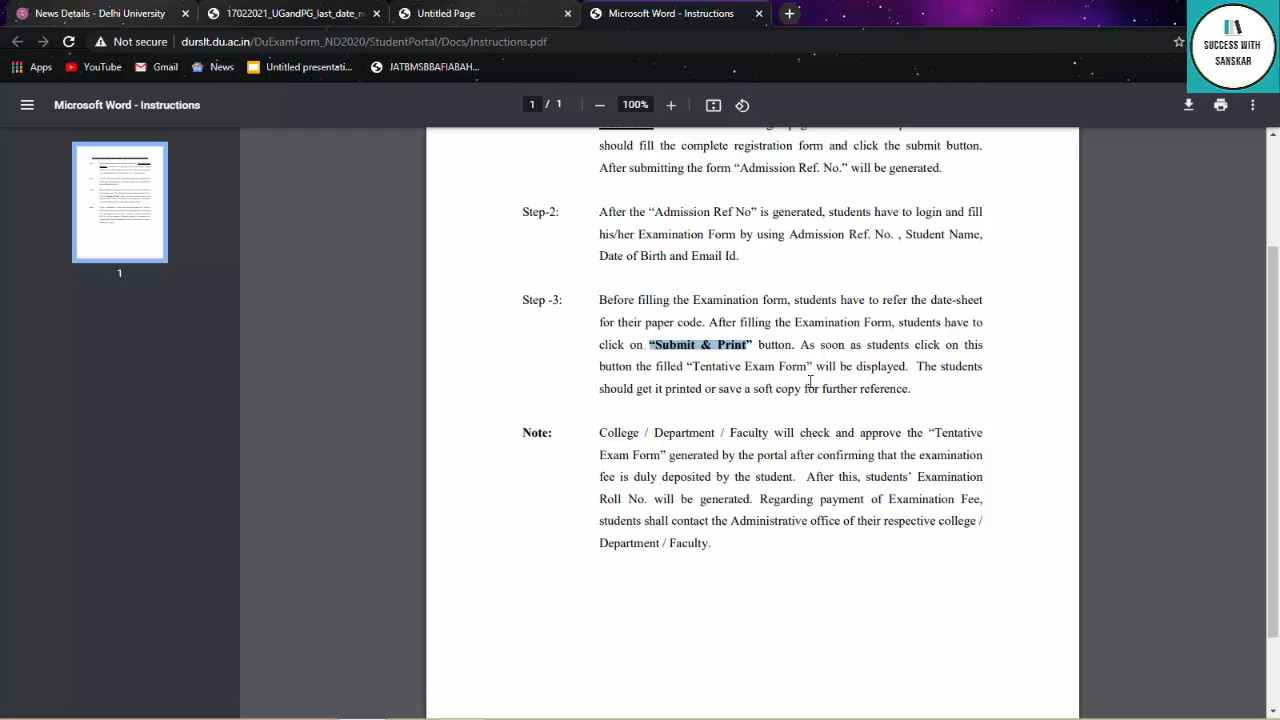 News Details - Delhi University
17022021_UGandPG_last_date_n
Untitled Page
Microsoft Word - Instructions
Not secure
durslt.du.ac.in/DuExamForm_ND2020/StudentPortal/Docs/Instructions.pdf
SUCCESS WITH
SANSKAR
Apps
YouTube
Gmail
News
Untitled presentati...
JATBMSBBAFIABAH...
Microsoft Word - Instructions
1 / 1
100%
should fill the complete registration form and click the submit button.
After submitting the form “Admission Ref. No.” will be generated.
Step-2: After the “Admission Ref No” is generated, students have to login and fill
his/her Examination Form by using Admission Ref. No. , Student Name,
Date of Birth and Email Id.
Step -3: Before filling the Examination form, students have to refer the date-sheet
for their paper code. After filling the Examination Form, students have to
click on “Submit & Print” button. As soon as students click on this
button the filled “Tentative Exam Form” will be displayed. The students
should get it printed or save a soft copy for further reference.
Note: College / Department / Faculty will check and approve the “Tentative
Exam Form” generated by the portal after confirming that the examination
fee is duly deposited by the student. After this, students’ Examination
Roll No. will be generated. Regarding payment of Examination Fee,
students shall contact the Administrative office of their respective college /
Department / Faculty.
1